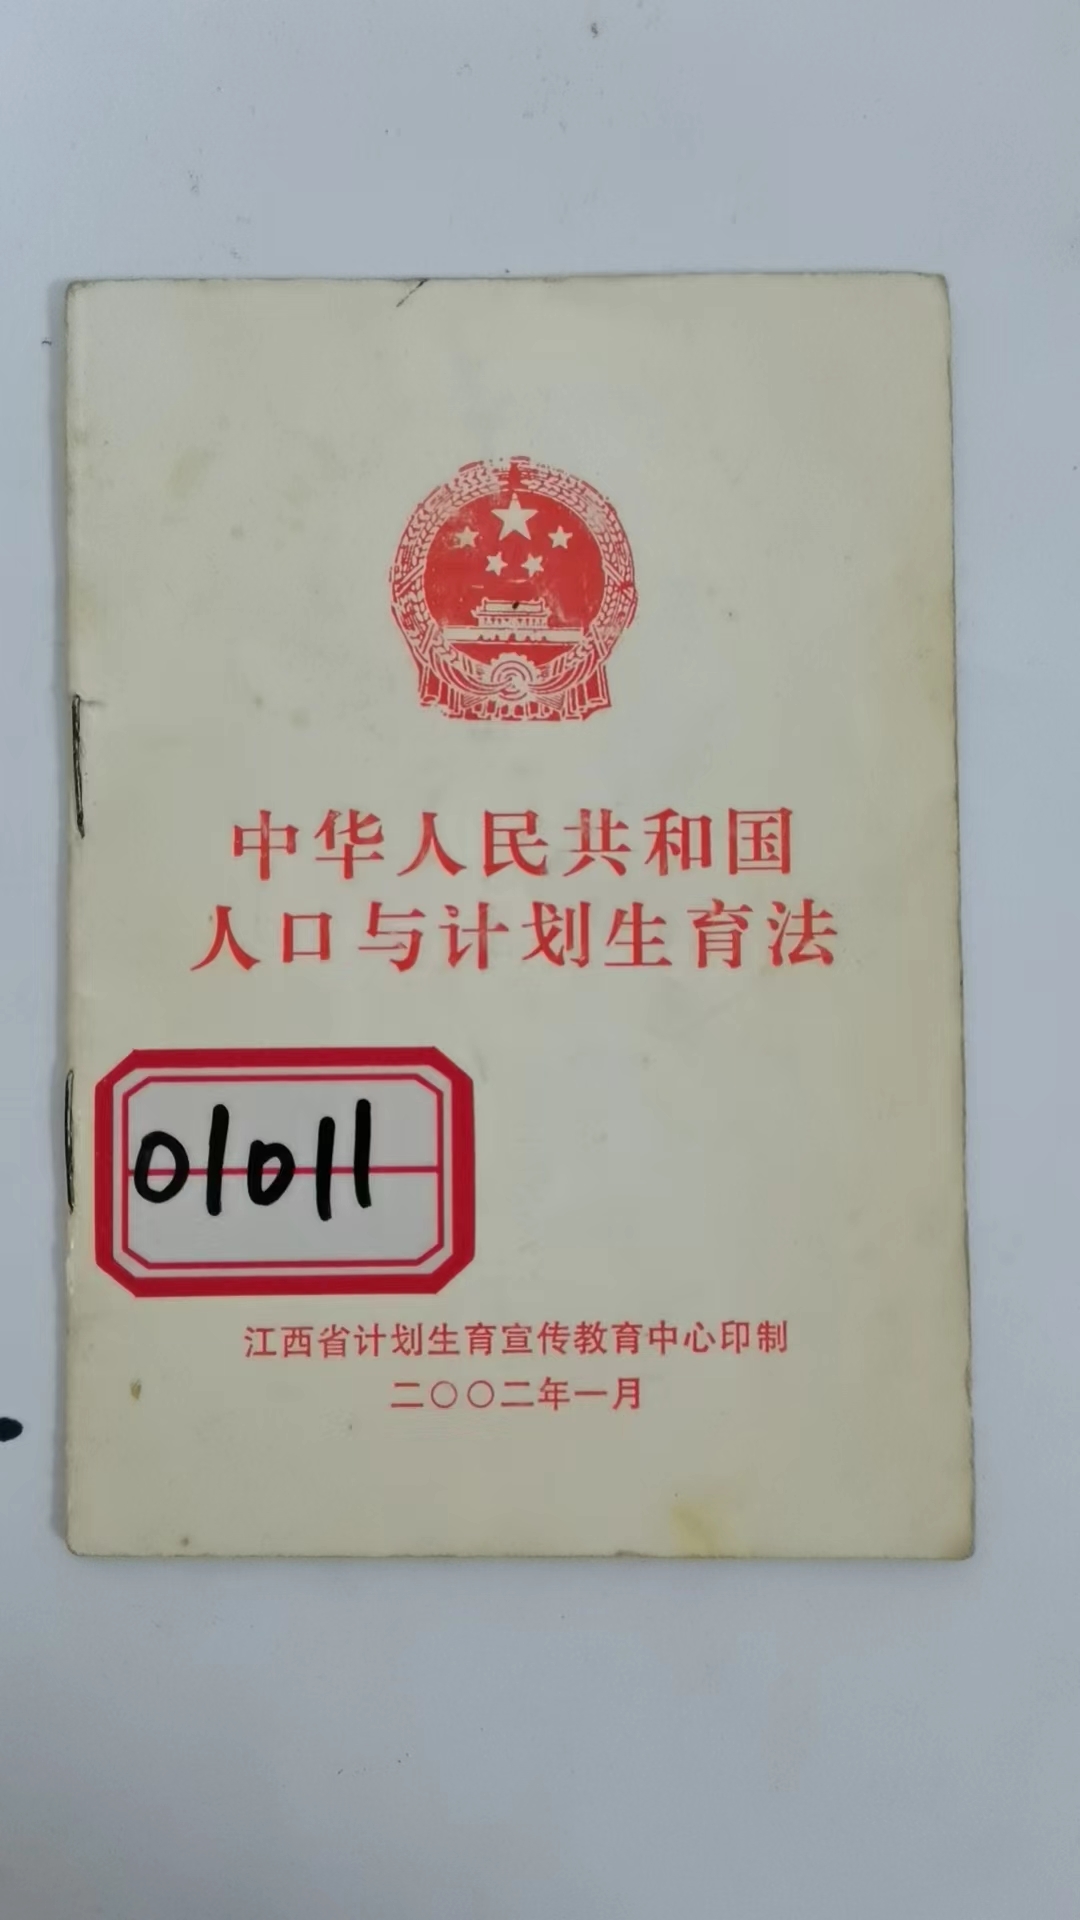 中华人民共和国
人口与计划生育法
01011
江西省计划生育宣传教育中心印制
二〇〇二年一月